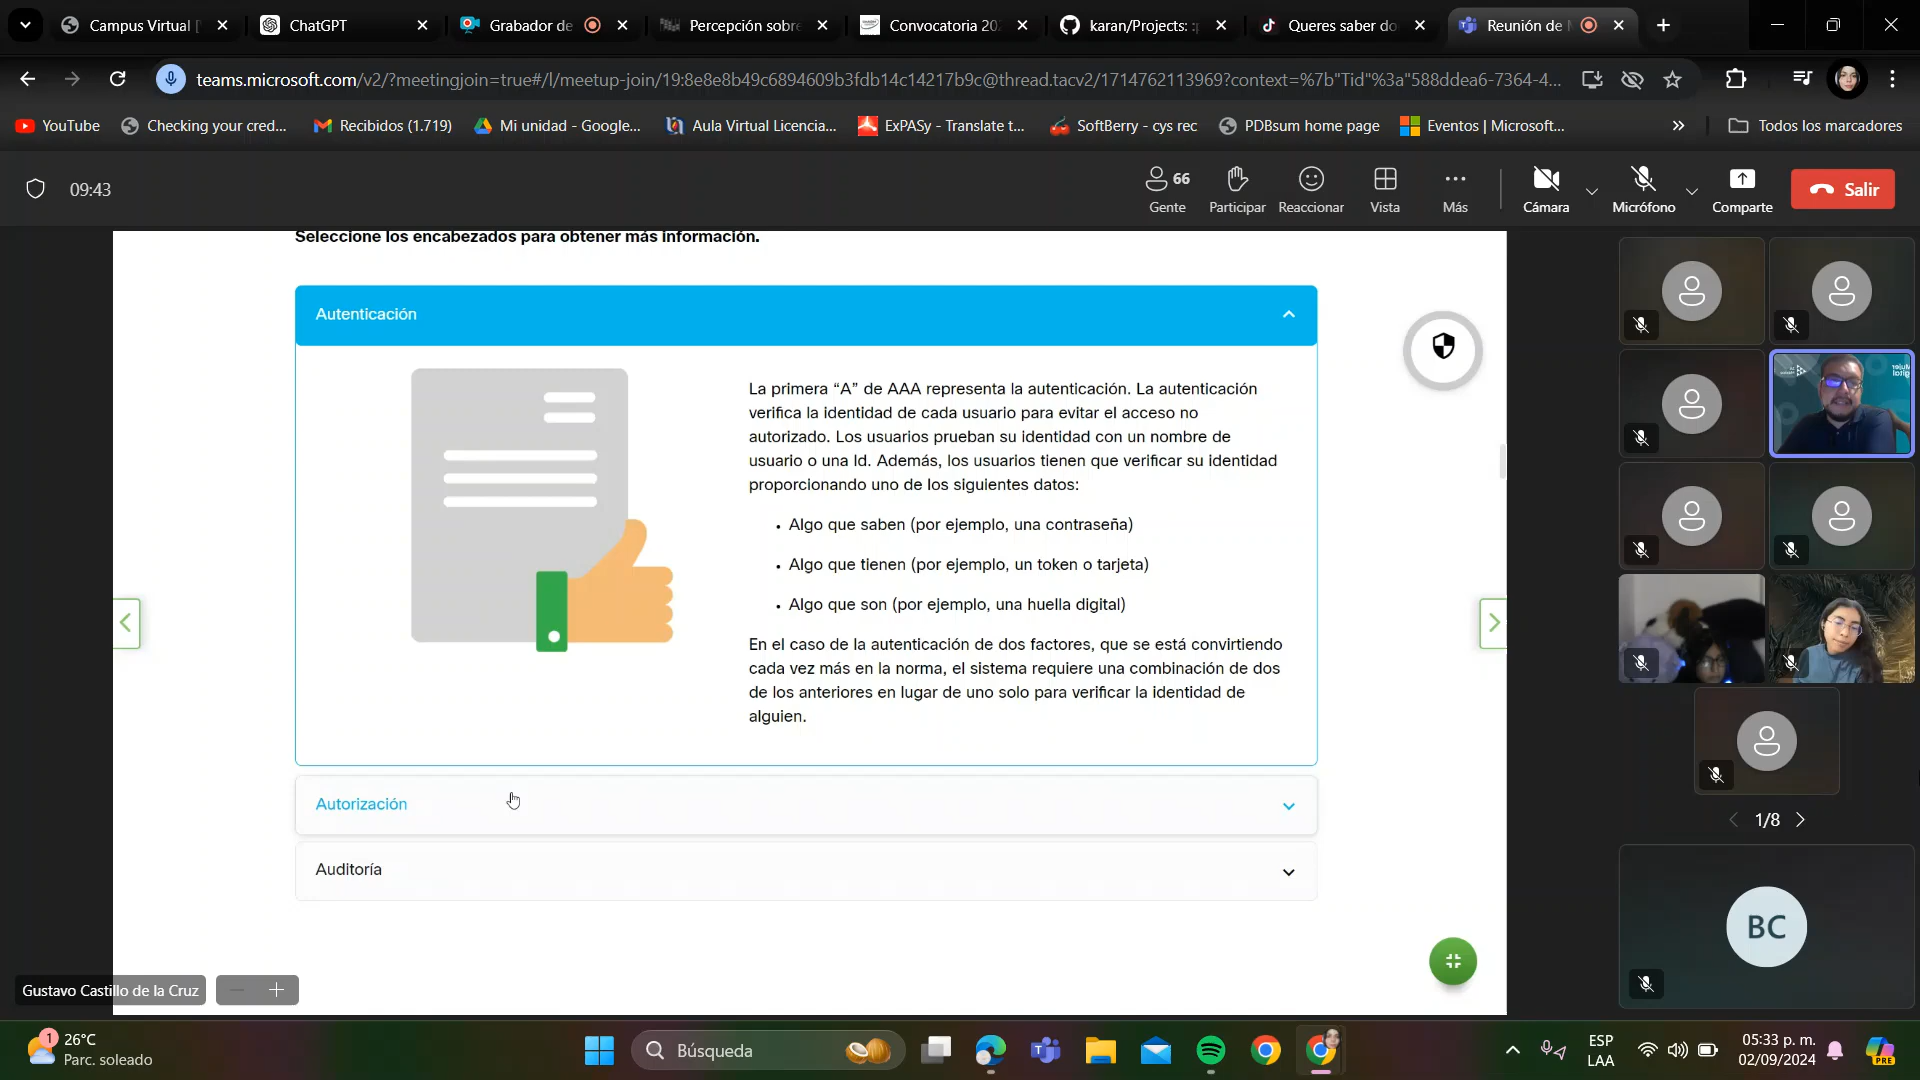 Campus Virtual [
ChatGPT
Grabador de
Percepción sobre
Convocatoria 202
karan/Projects: :p
Queres saber do
Reunión de
teams.microsoft.com/v2/?meetingjoin=true#/l/meetup-join/19:8e8e8b49c6894609b3fdb14c14217b9c@thread.tacv2/1714762113969?context=%7b"Tid"%3a"588ddea6-7364-4...
YouTube
Checking your cred...
Recibidos (1.719)
Mi unidad - Google...
Aula Virtual Licencia...
ExPASy - Translate t...
SoftBerry - cys rec
PDBsum home page
Eventos | Microsoft...
»
Todos los marcadores
09:43
66
Gente
Participar
Reaccionar
Vista
Más
Cámara
Micrófono
Comparte
Salir
Seleccione los encabezados para obtener más información.
Autenticación
La primera “A” de AAA representa la autenticación. La autenticación
verifica la identidad de cada usuario para evitar el acceso no
autorizado. Los usuarios prueban su identidad con un nombre de
usuario o una Id. Además, los usuarios tienen que verificar su identidad
proporcionando uno de los siguientes datos:
• Algo que saben (por ejemplo, una contraseña)
• Algo que tienen (por ejemplo, un token o tarjeta)
• Algo que son (por ejemplo, una huella digital)
En el caso de la autenticación de dos factores, que se está convirtiendo
cada vez más en la norma, el sistema requiere una combinación de dos
de los anteriores en lugar de uno solo para verificar la identidad de
alguien.
Autorización
Auditoría
1/8
BC
Gustavo Castillo de la Cruz
1
26°C
Parc. soleado
Búsqueda
ESP
LAA
05:33 p. m.
02/09/2024
PRE